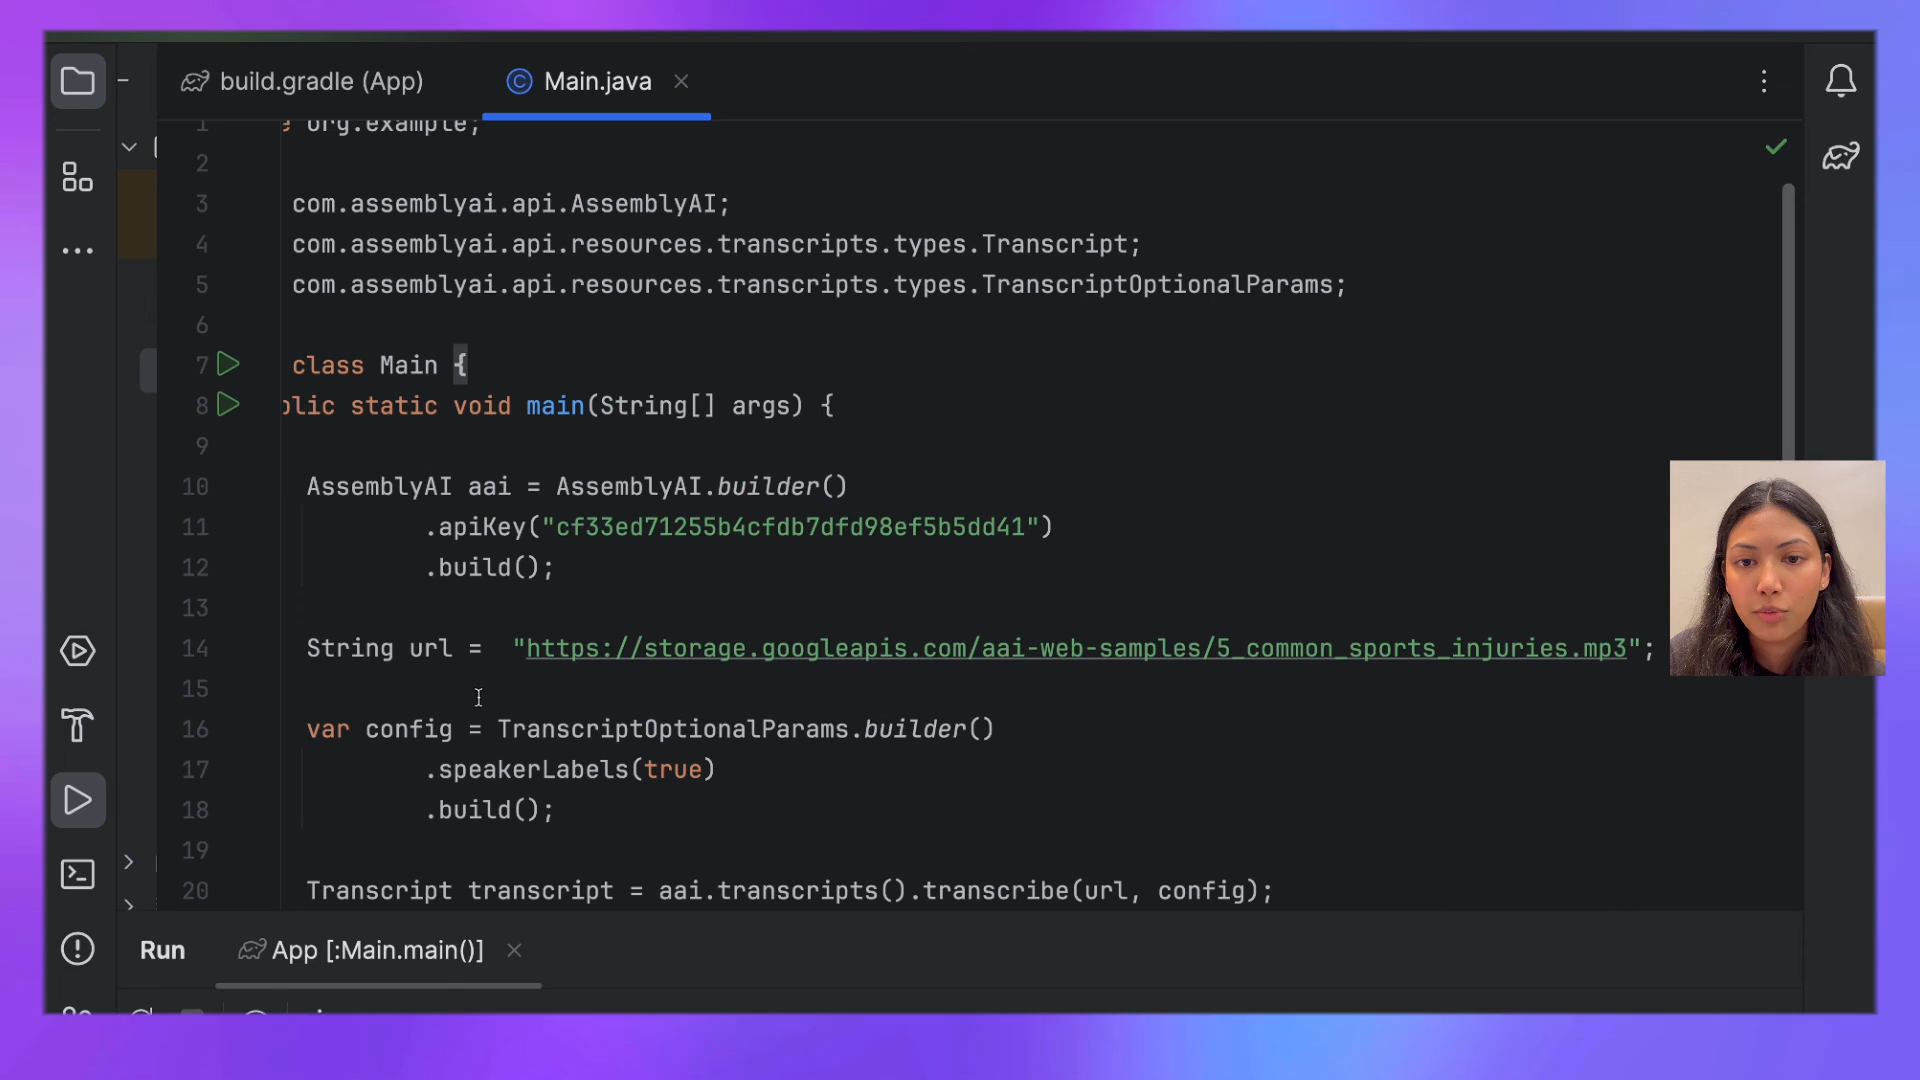 build.gradle (App)
Main.java
1 e org.example;
2
3 com.assemblyai.api.AssemblyAI;
4 com.assemblyai.api.resources.transcripts.types.Transcript;
5 com.assemblyai.api.resources.transcripts.types.TranscriptOptionalParams;
6
7 class Main {
8 blic static void main(String[] args) {
9
10 AssemblyAI aai = AssemblyAI.builder()
11 .apiKey("cf33ed71255b4cfdb7dfd98ef5b5dd41")
12 .build();
13
14 String url = "https://storage.googleapis.com/aai-web-samples/5_common_sports_injuries.mp3";
15
16 var config = TranscriptOptionalParams.builder()
17 .speakerLabels(true)
18 .build();
19
20 Transcript transcript = aai.transcripts().transcribe(url, config);
Run
App [:Main.main()]